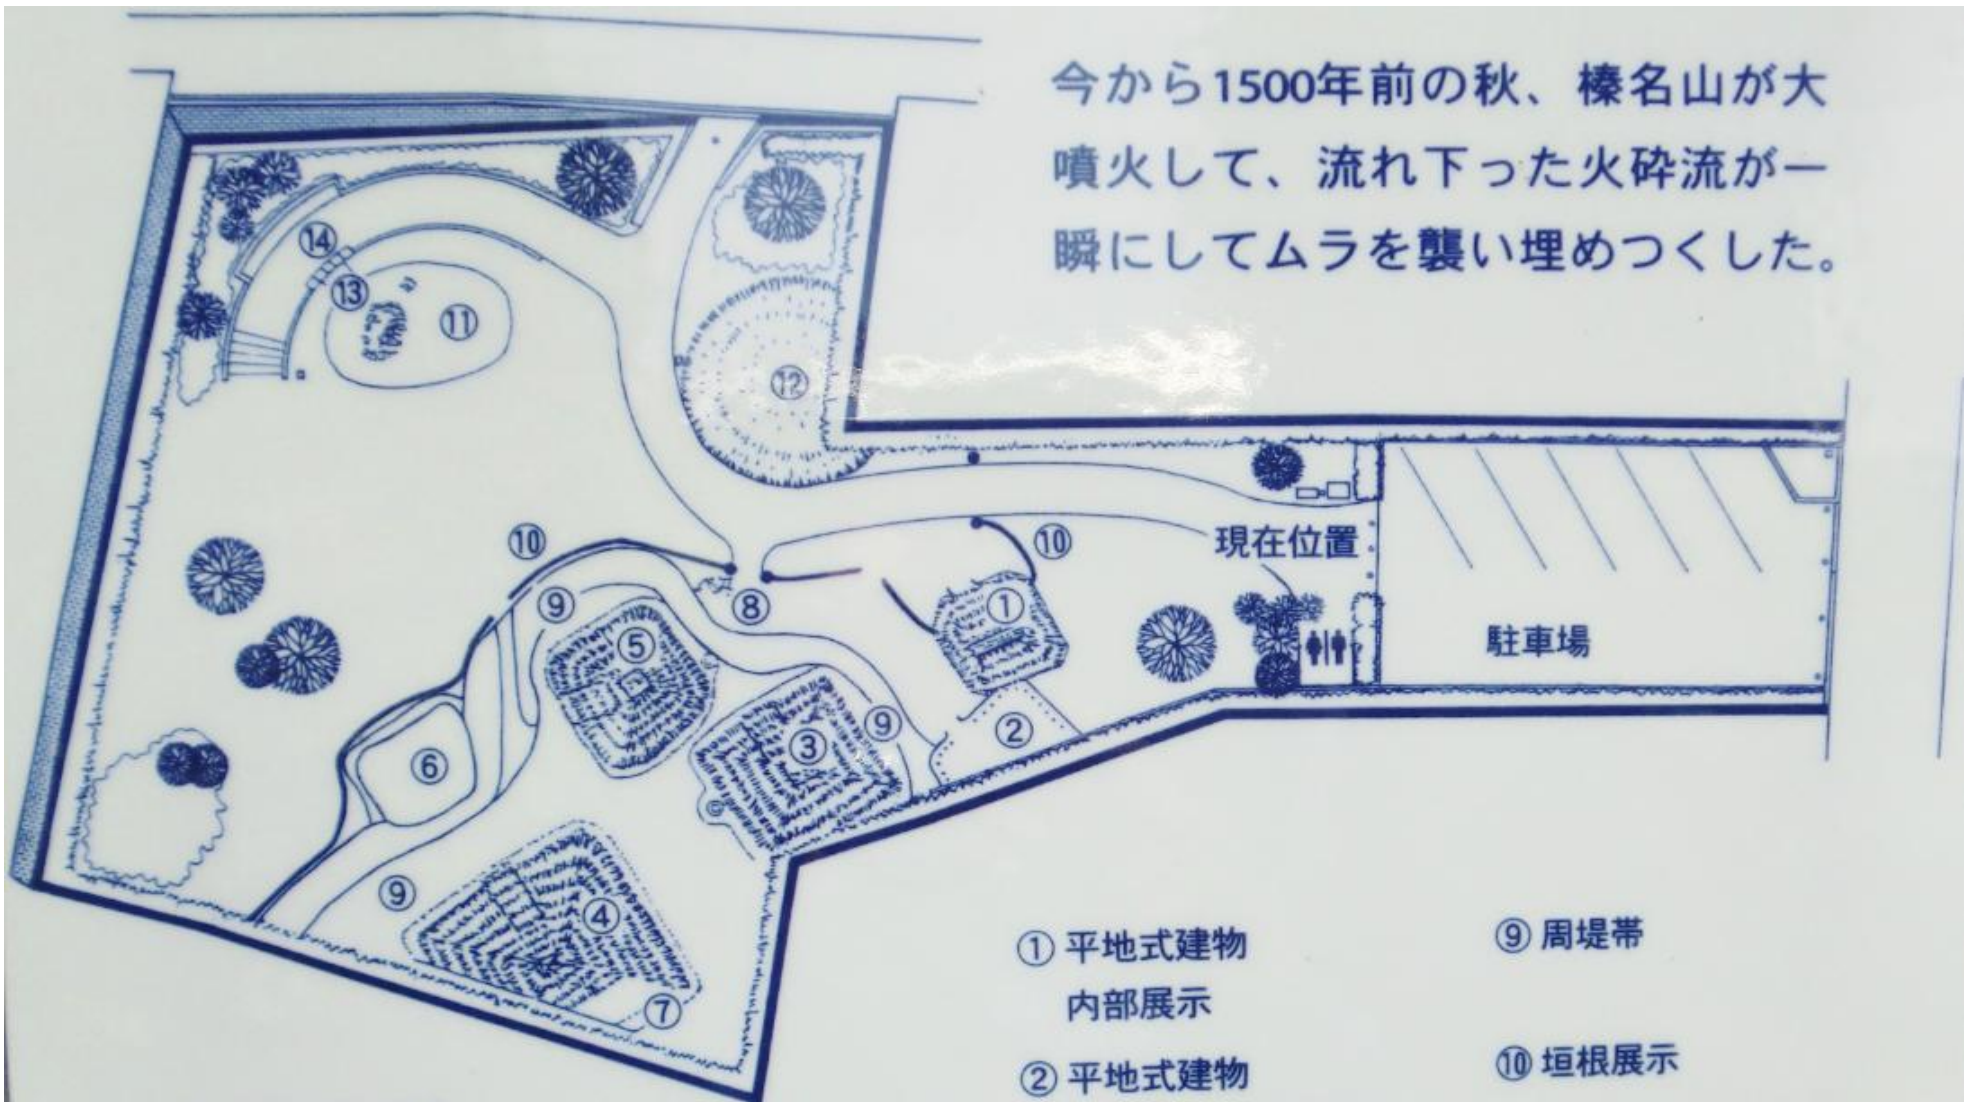 今から1500年前の秋、榛名山が大
噴火して、流れ下った火砕流が一
瞬にしてムラを襲い埋めつくした。
⑭
⑬
⑪
⑫
⑩
⑩
現在位置
⑨
⑧
①
⑤
駐車場
⑨
②
③
⑥
©
⑨
④
⑦
① 平地式建物
内部展示
② 平地式建物
⑨ 周堤帯
⑩ 垣根展示